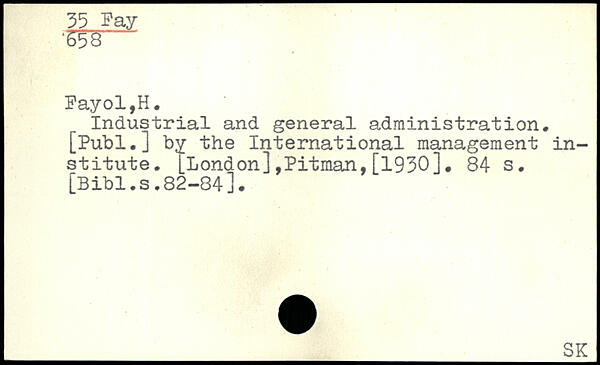 35 Fay
658
Fayol,H.
Industrial and general administration.
[Publ.] by the International management in-
stitute. [London],Pitman,[1930]. 84 s.
[Bibl.s.82-84].
SK